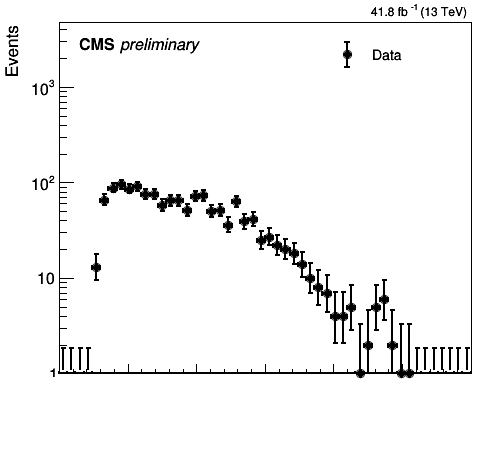 41.8 fb⁻¹ (13 TeV)
CMS preliminary
Data
Events
10³
10²
10
1